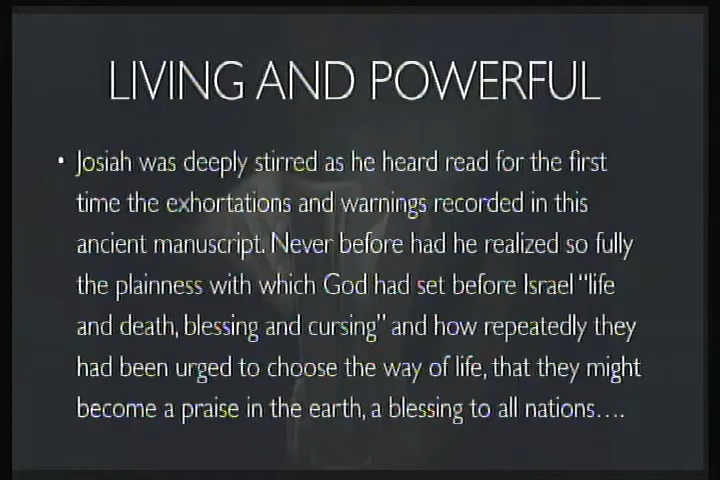 LIVING AND POWERFUL
• Josiah was deeply stirred as he heard read for the first
time the exhortations and warnings recorded in this
ancient manuscript. Never before had he realized so fully
the plainness with which God had set before Israel “life
and death, blessing and cursing” and how repeatedly they
had been urged to choose the way of life, that they might
become a praise in the earth, a blessing to all nations….